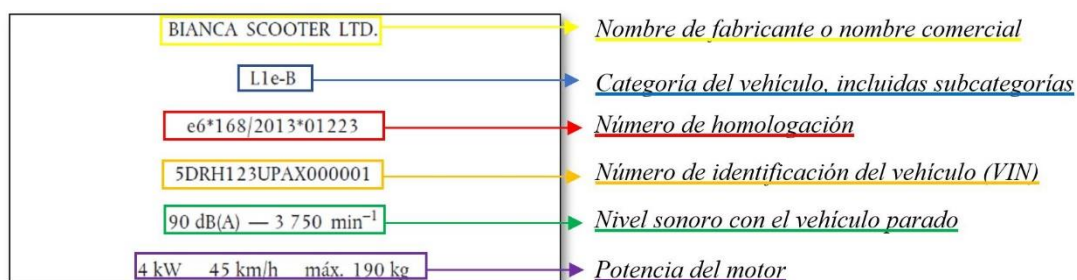 BIANCA SCOOTER LTD. Nombre de fabricante o nombre comercial
L1e-B Categoría del vehículo, incluidas subcategorías
e6*168/2013*01223 Número de homologación
5DRH123UPAX000001 Número de identificación del vehículo (VIN)
90 dB(A) — 3 750 min⁻¹ Nivel sonoro con el vehículo parado
4 kW 45 km/h máx. 190 kg Potencia del motor